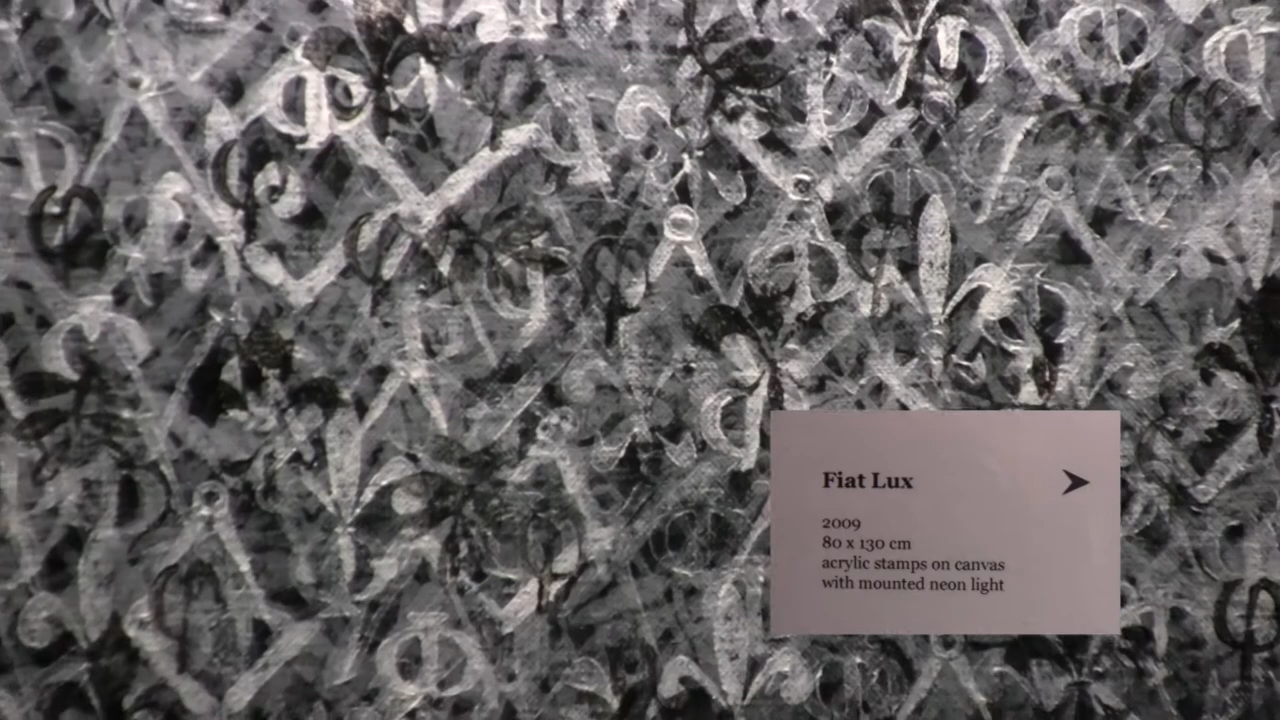 Fiat Lux
2009
80 x 130 cm
acrylic stamps on canvas
with mounted neon light